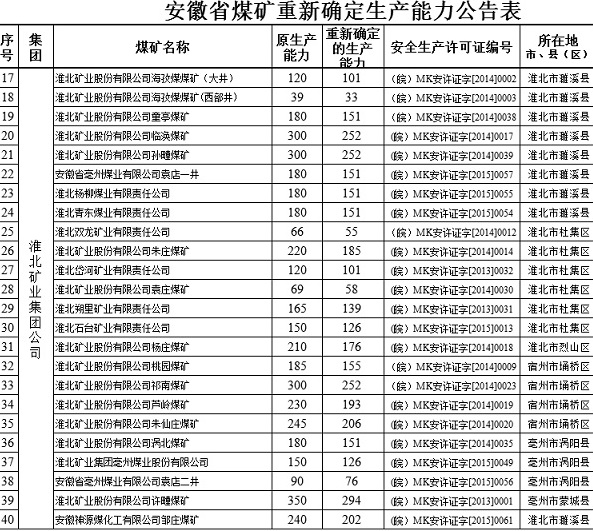 安徽省煤矿重新确定生产能力公告表
序号 集团 煤矿名称 原生产能力 重新确定的生产能力 安全生产许可证编号 所在地市、县（区）
淮北矿业集团公司
17 淮北矿业股份有限公司海孜煤煤矿（大井） 120 101 （皖）MK安许证字[2014]0002 淮北市濉溪县
18 淮北矿业股份有限公司海孜煤煤矿(西部井) 39 33 （皖）MK安许证字[2014]0003 淮北市濉溪县
19 淮北矿业股份有限公司童亭煤矿 180 151 （皖）MK安许证字[2014]0038 淮北市濉溪县
20 淮北矿业股份有限公司临涣煤矿 300 252 （皖）MK安许证字[2014]0017 淮北市濉溪县
21 淮北矿业股份有限公司孙疃煤矿 300 252 （皖）MK安许证字[2014]0039 淮北市濉溪县
22 安徽省亳州煤业有限公司袁店一井 180 151 （皖）MK安许证字[2015]0057 淮北市濉溪县
23 淮北杨柳煤业有限责任公司 180 151 （皖）MK安许证字[2015]0055 淮北市濉溪县
24 淮北青东煤业有限责任公司 180 151 （皖）MK安许证字[2015]0054 淮北市濉溪县
25 淮北双龙矿业有限责任公司 66 55 （皖）MK安许证字[2014]0012 淮北市杜集区
26 淮北矿业股份有限公司朱庄煤矿 220 185 （皖）MK安许证字[2014]0014 淮北市杜集区
27 淮北岱河矿业有限责任公司 120 101 （皖）MK安许证字[2013]0032 淮北市杜集区
28 淮北矿业股份有限公司袁庄煤矿 69 58 （皖）MK安许证字[2014]0030 淮北市杜集区
29 淮北朔里矿业有限责任公司 165 139 （皖）MK安许证字[2013]0031 淮北市杜集区
30 淮北石台矿业有限责任公司 150 126 （皖）MK安许证字[2015]0013 淮北市杜集区
31 淮北矿业股份有限公司杨庄煤矿 210 176 （皖）MK安许证字[2014]0018 淮北市烈山区
32 淮北矿业股份有限公司桃园煤矿 185 155 （皖）MK安许证字[2014]0009 宿州市埇桥区
33 淮北矿业股份有限公司祁南煤矿 300 252 （皖）MK安许证字[2014]0023 宿州市埇桥区
34 淮北矿业股份有限公司芦岭煤矿 230 193 （皖）MK安许证字[2014]0019 宿州市埇桥区
35 淮北矿业股份有限公司朱仙庄煤矿 245 206 （皖）MK安许证字[2014]0020 宿州市埇桥区
36 淮北矿业股份有限公司涡北煤矿 180 151 （皖）MK安许证字[2014]0035 亳州市涡阳县
37 淮北矿业集团亳州煤业股份有限公司 150 126 （皖）MK安许证字[2015]0049 亳州市涡阳县
38 安徽省亳州煤业有限公司袁店二井 90 76 （皖）MK安许证字[2015]0056 亳州市涡阳县
39 淮北矿业股份有限公司许疃煤矿 350 294 （皖）MK安许证字[2013]0001 亳州市蒙城县
40 安徽神源煤化工有限公司邹庄煤矿 240 202 （皖）MK安许证字[2015]0061 淮北市濉溪县